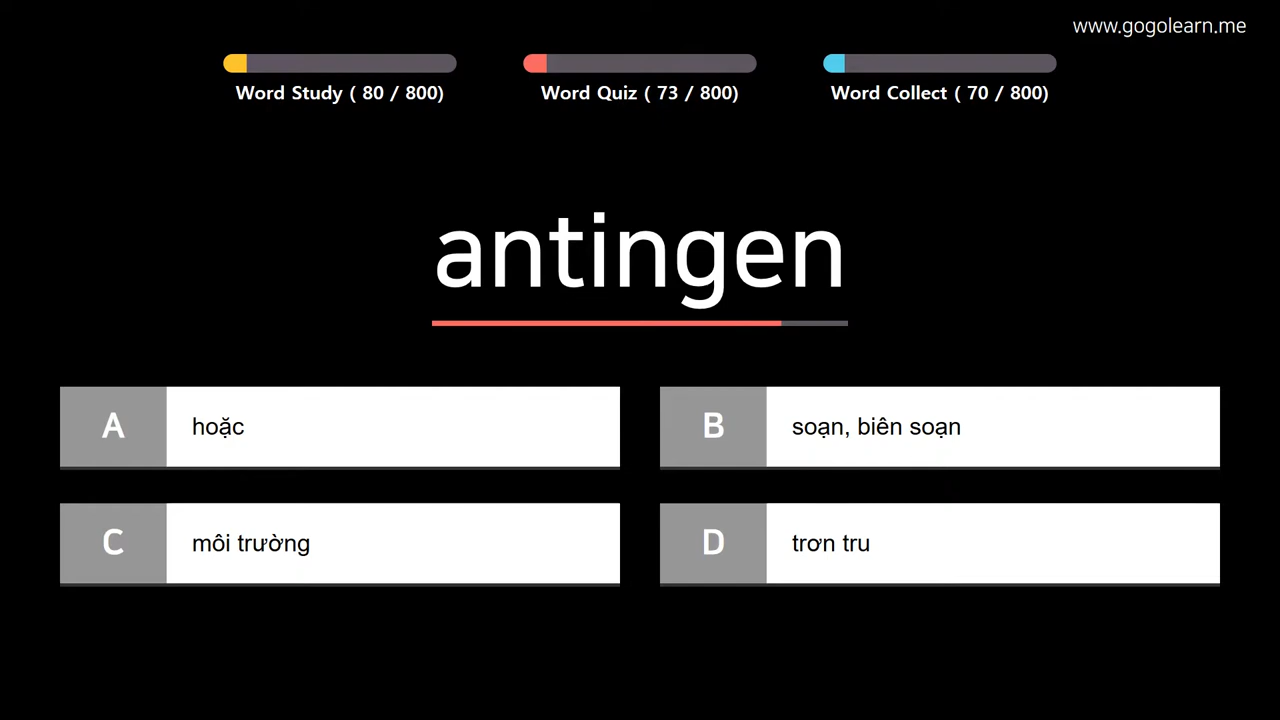 www.gogolearn.me
Word Study ( 80 / 800)
Word Quiz ( 73 / 800)
Word Collect ( 70 / 800)
antingen
A hoặc
B soạn, biên soạn
C môi trường
D trơn tru